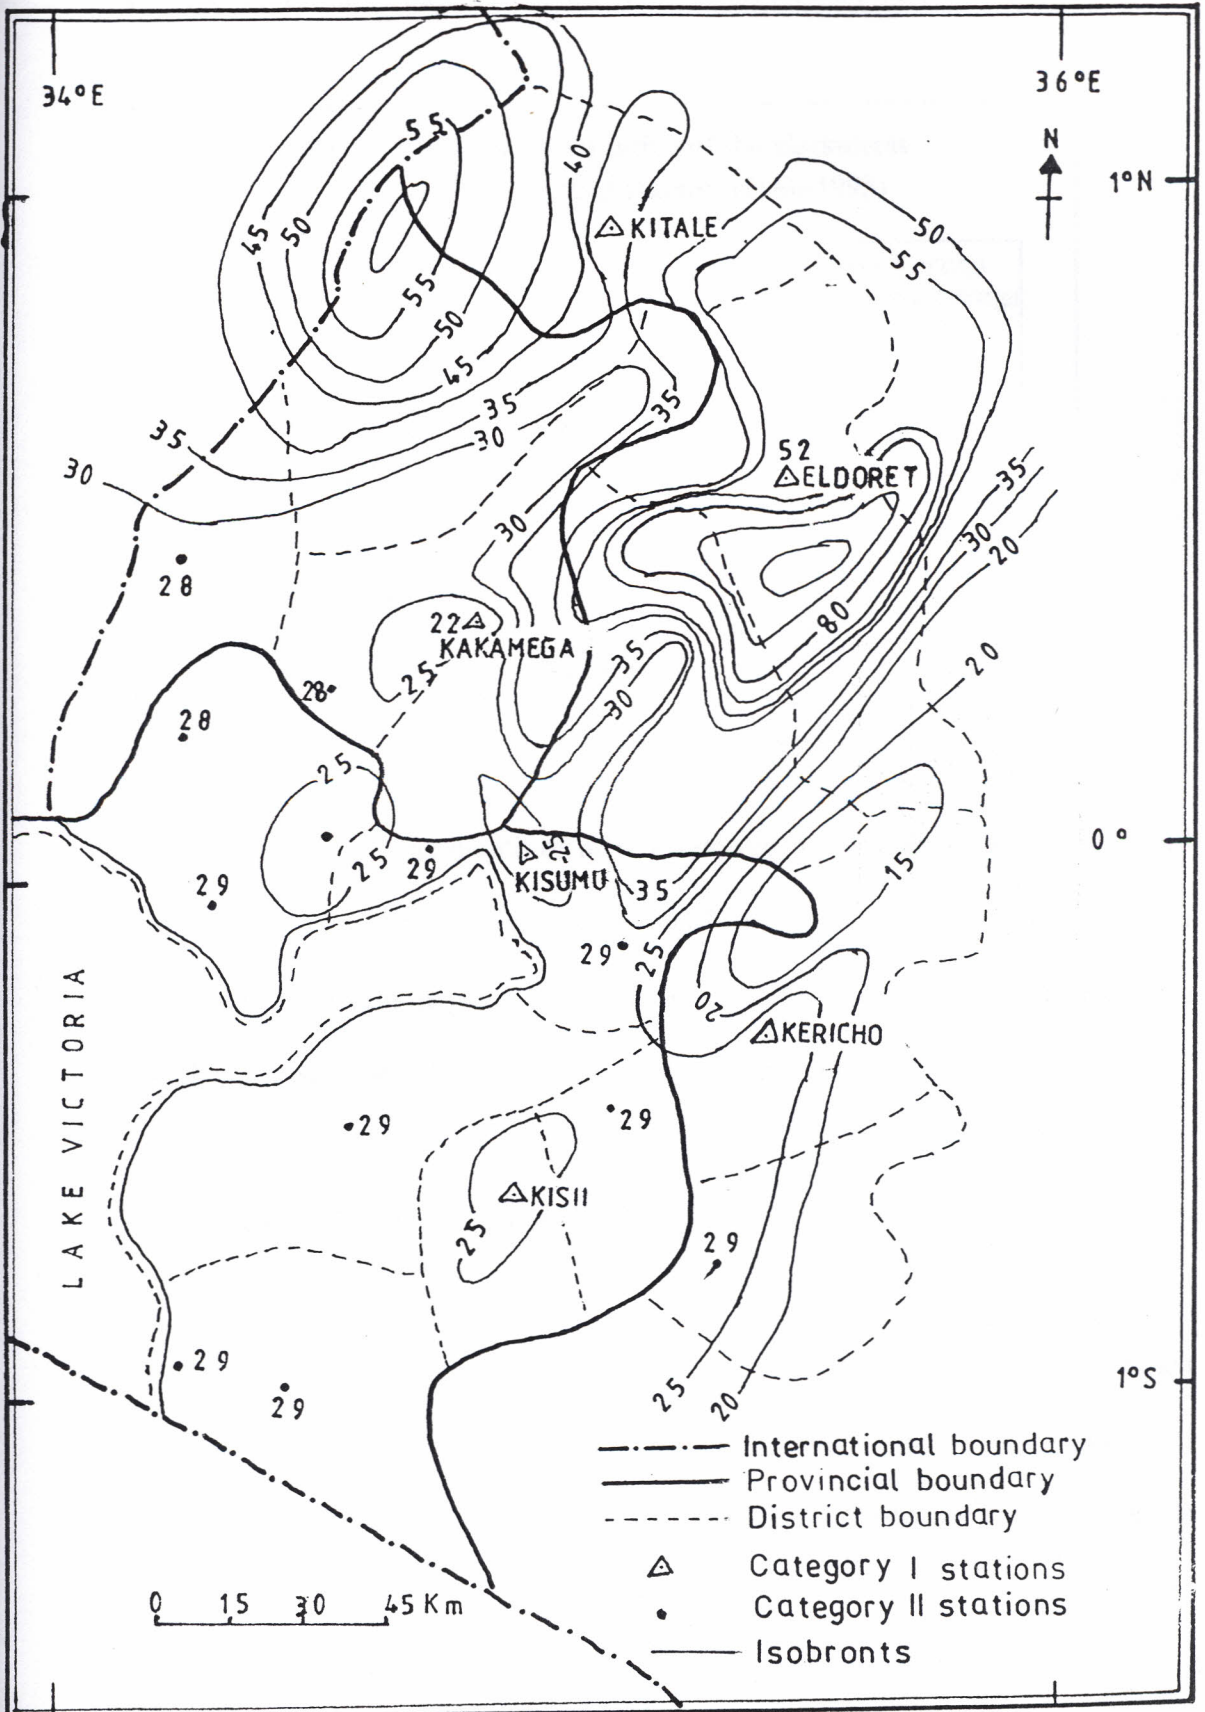 34°E
36°E
N
1°N
55
40
45
50
KITALE
50
55
55
50
45
35
30
35
35
30
52
ELDORET
35
30
20
30
28
80
22
KAKAMEGA
25
35
30
20
28
28
25
25
29
25
KISUMU
0°
15
29
35
29
25
20
KERICHO
LAKE VICTORIA
29
29
KISII
25
29
29
29
25
20
1°S
International boundary
Provincial boundary
District boundary
Category I stations
Category II stations
Isobronts
0 15 30 45 Km